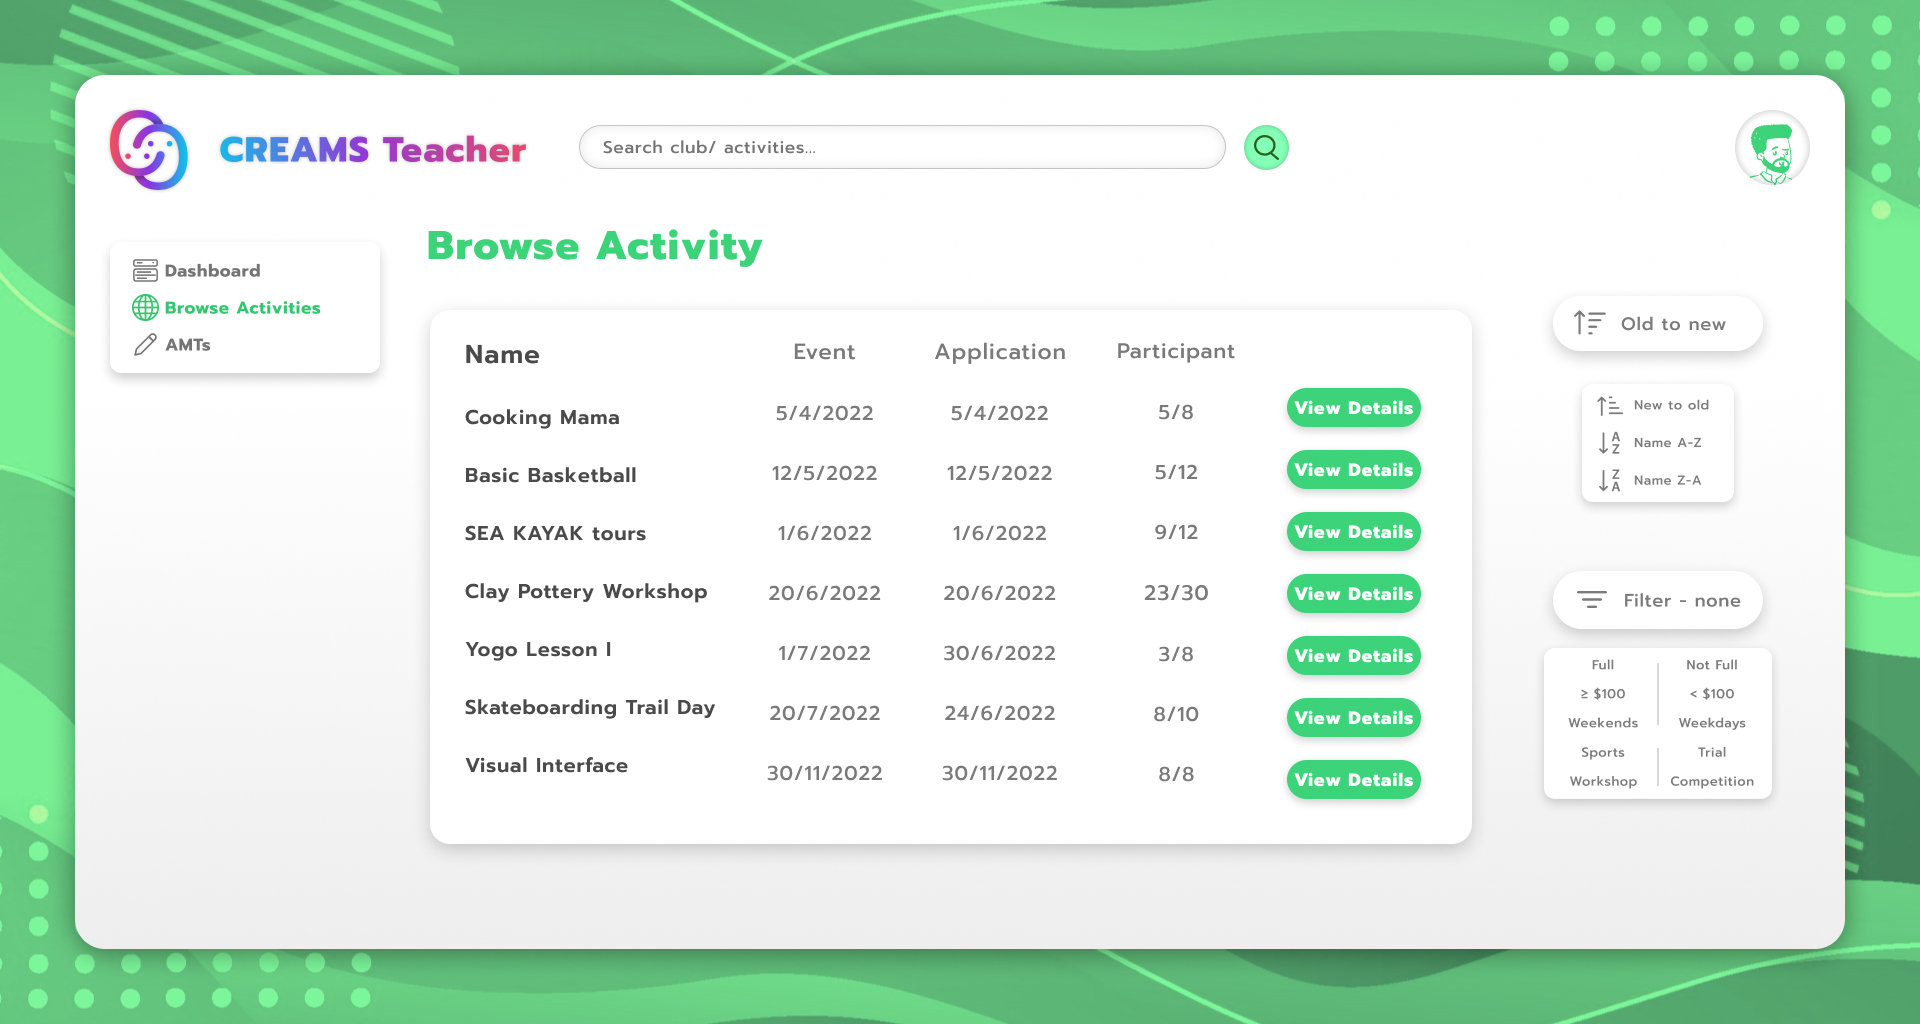 CREAMS Teacher
Search club/ activities...
Dashboard
Browse Activities
AMTs
Browse Activity
Name Event Application Participant
Cooking Mama 5/4/2022 5/4/2022 5/8 View Details
Basic Basketball 12/5/2022 12/5/2022 5/12 View Details
SEA KAYAK tours 1/6/2022 1/6/2022 9/12 View Details
Clay Pottery Workshop 20/6/2022 20/6/2022 23/30 View Details
Yogo Lesson I 1/7/2022 30/6/2022 3/8 View Details
Skateboarding Trail Day 20/7/2022 24/6/2022 8/10 View Details
Visual Interface 30/11/2022 30/11/2022 8/8 View Details
Old to new
New to old
A Z Name A-Z
Z A Name Z-A
Filter - none
Full Not Full
≥ $100 < $100
Weekends Weekdays
Sports Trial
Workshop Competition